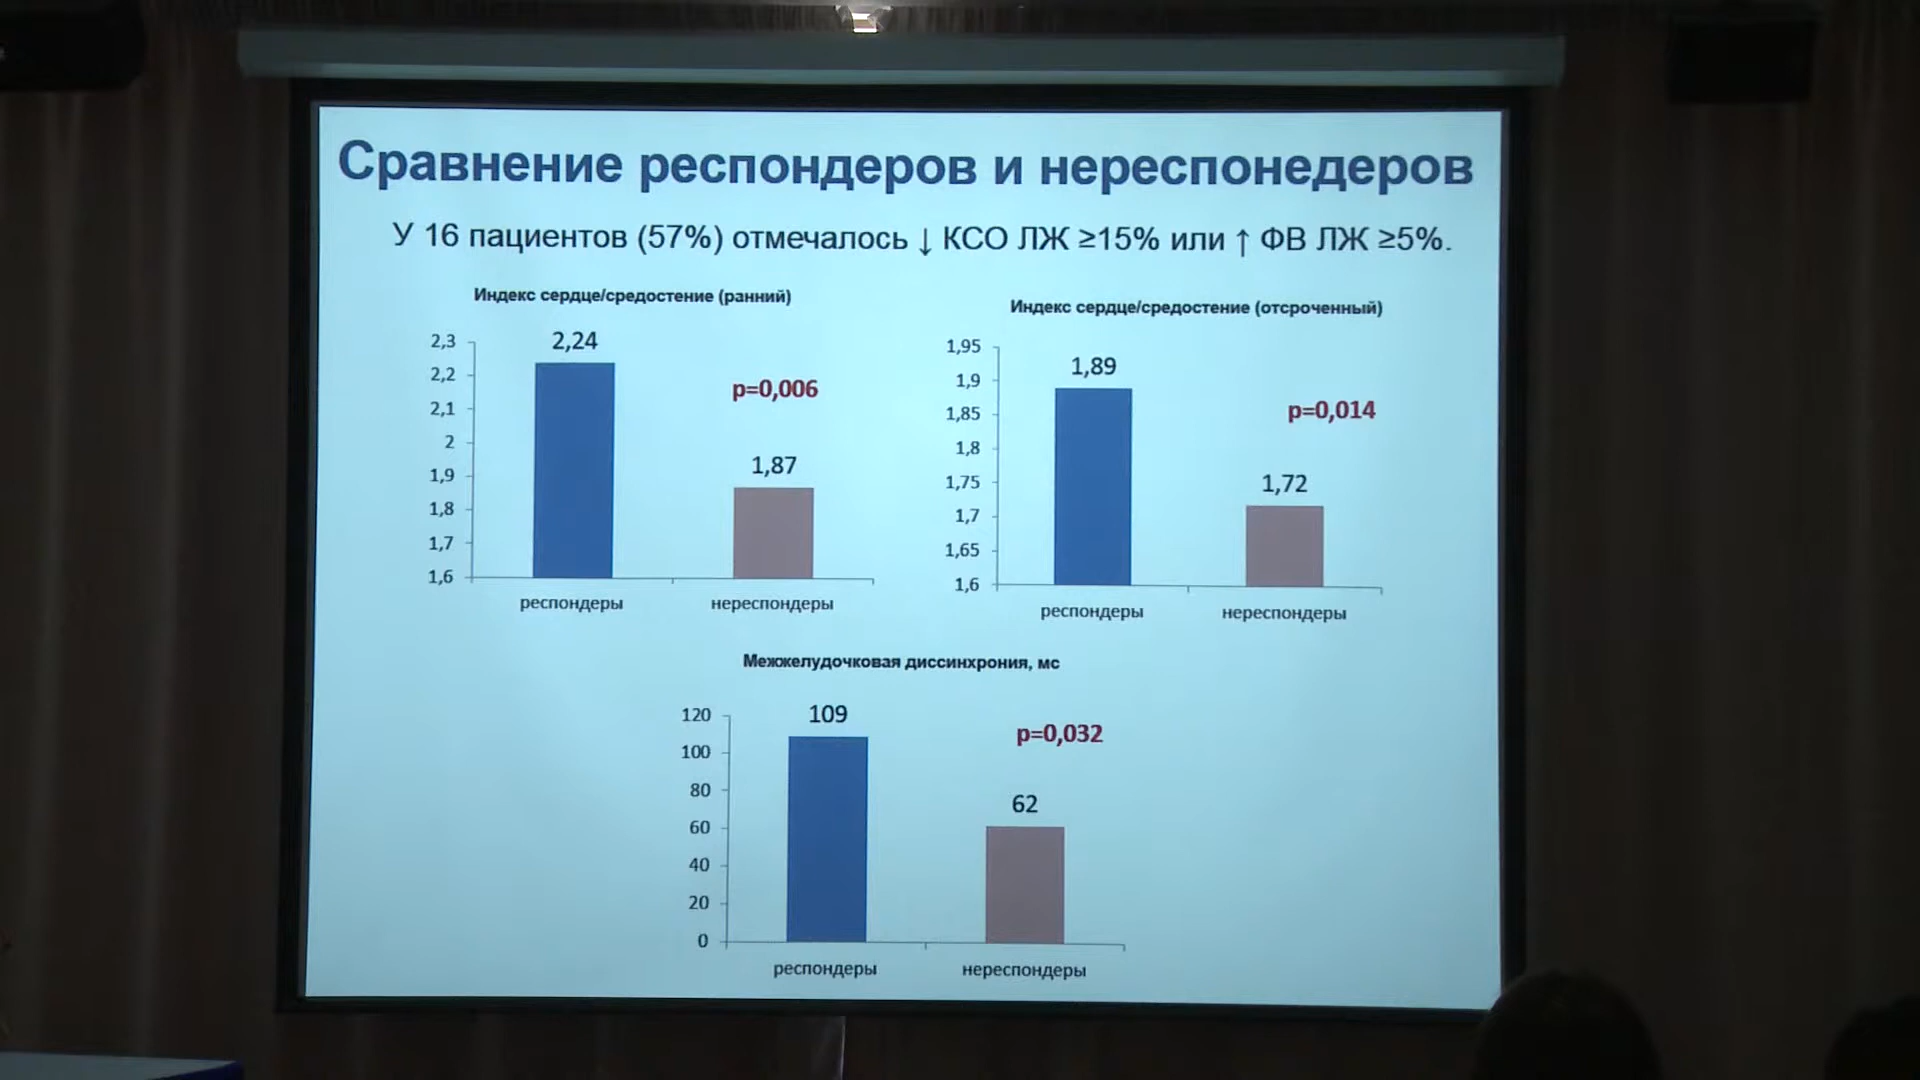 Сравнение респондеров и нереспонедеров
У 16 пациентов (57%) отмечалось ↓ КСО ЛЖ ≥15% или ↑ ФВ ЛЖ ≥5%.
Индекс сердце/средостение (ранний)
2,3
2,2
2,1
2
1,9
1,8
1,7
1,6
2,24
p=0,006
1,87
респондеры
нереспондеры
Индекс сердце/средостение (отсроченный)
1,95
1,9
1,85
1,8
1,75
1,7
1,65
1,6
1,89
p=0,014
1,72
респондеры
нереспондеры
Межжелудочковая диссинхрония, мс
120
100
80
60
40
20
0
109
p=0,032
62
респондеры
нереспондеры